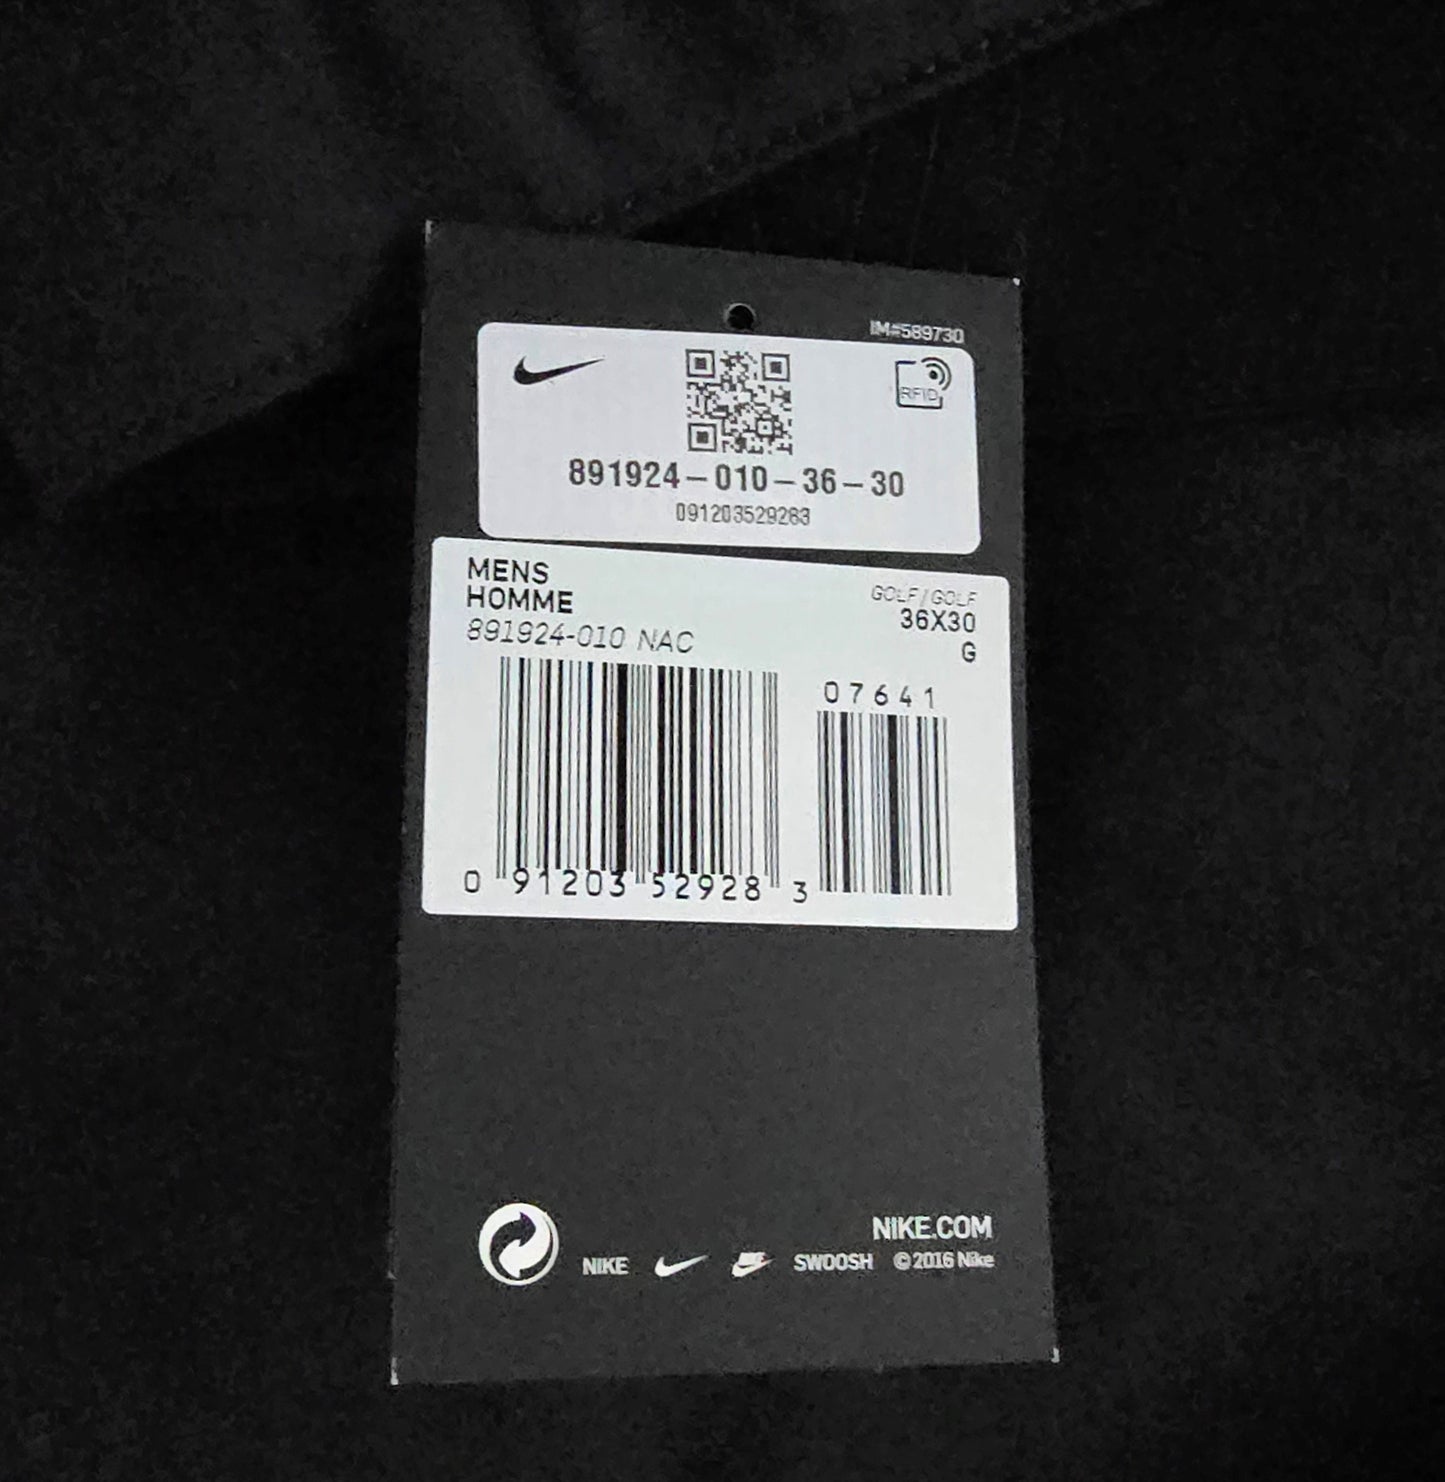 IM#589730
RFID
891924-010-36-30
091203529283
MENS
HOMME
GOLF/GOLF
36X30
891924-010 NAC
G
07641
0 91203 52928 3
NIKE.COM
NIKE SWOOSH © 2016 Nike